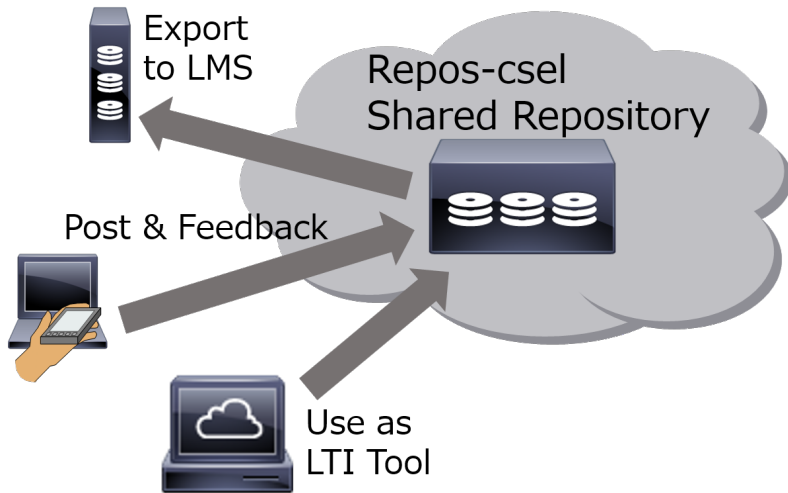 Export
to LMS
Repos-csel
Shared Repository
Post & Feedback
Use as
LTI Tool